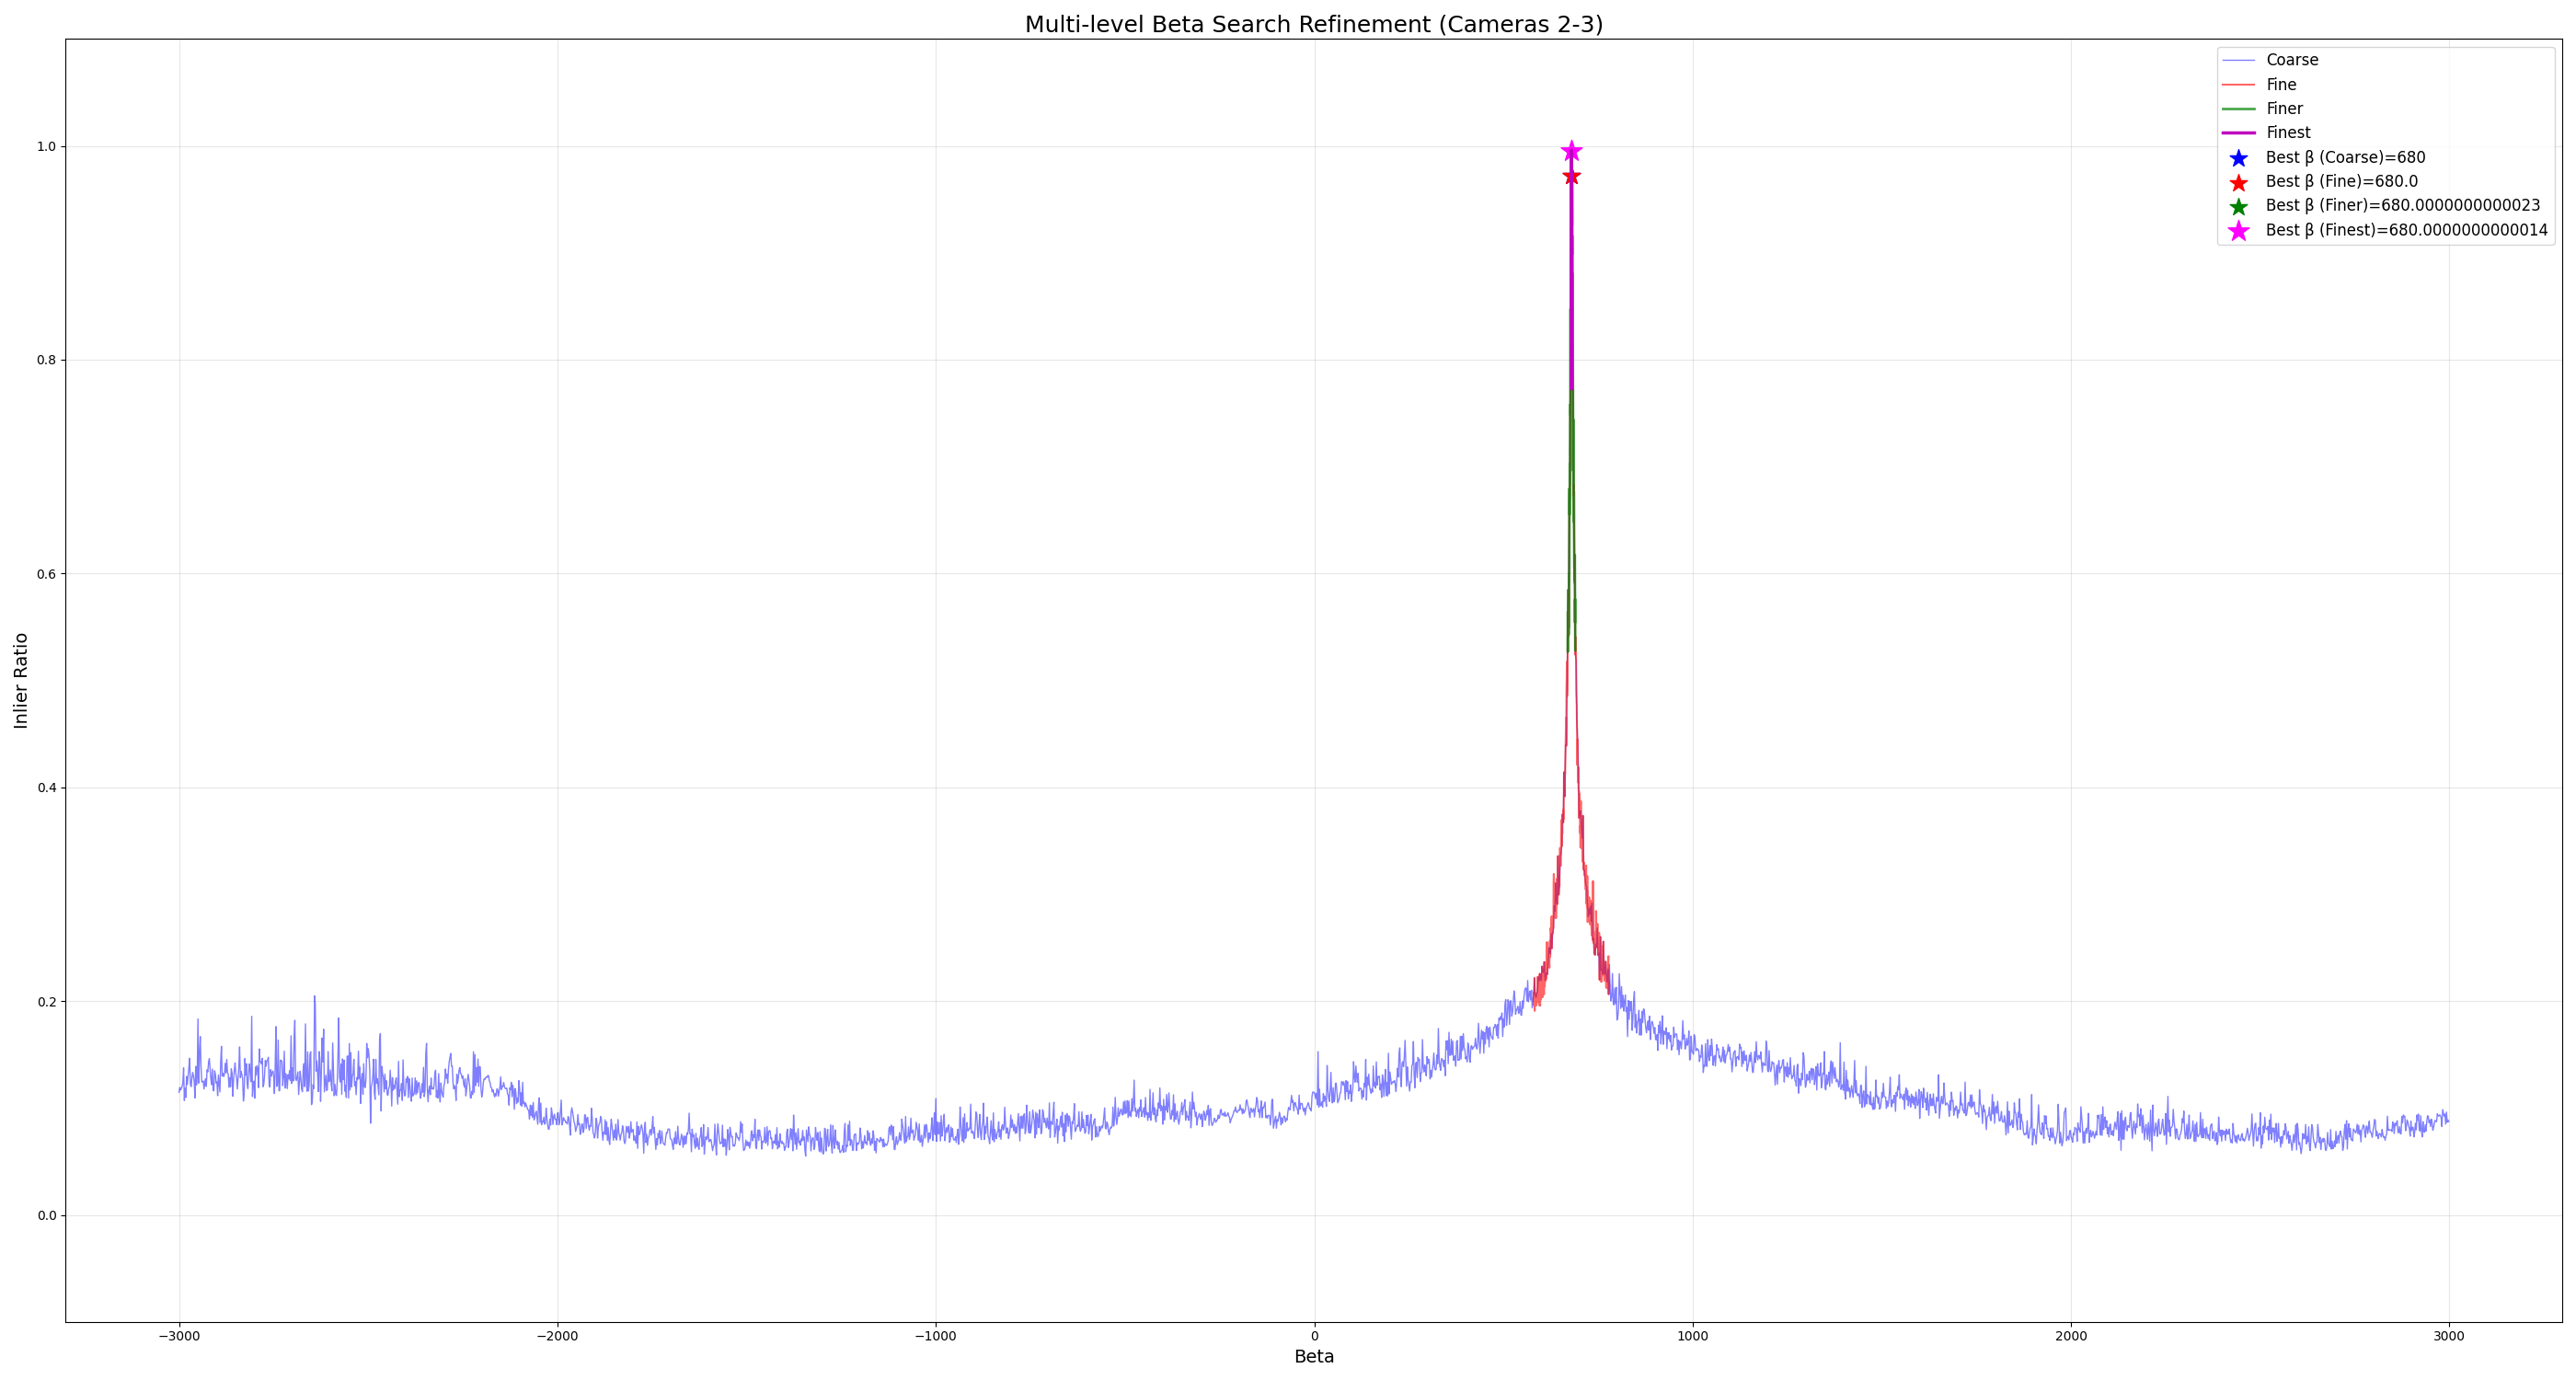 Multi-level Beta Search Refinement (Cameras 2-3)
Coarse
Fine
Finer
Finest
Best β (Coarse)=680
Best β (Fine)=680.0
Best β (Finer)=680.0000000000023
Best β (Finest)=680.0000000000014
Inlier Ratio
1.0
0.8
0.6
0.4
0.2
0.0
−3000 −2000 −1000 0 1000 2000 3000
Beta